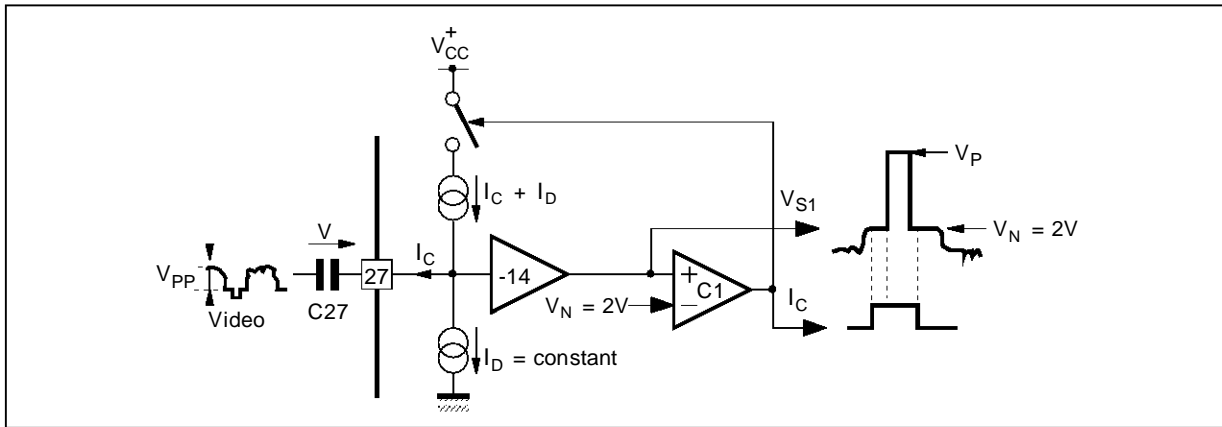 V+CC
IC + ID
VS1
VP
VN = 2V
V
IC
VPP
27
-14
+
C1
−
VN = 2V
IC
Video
C27
ID = constant